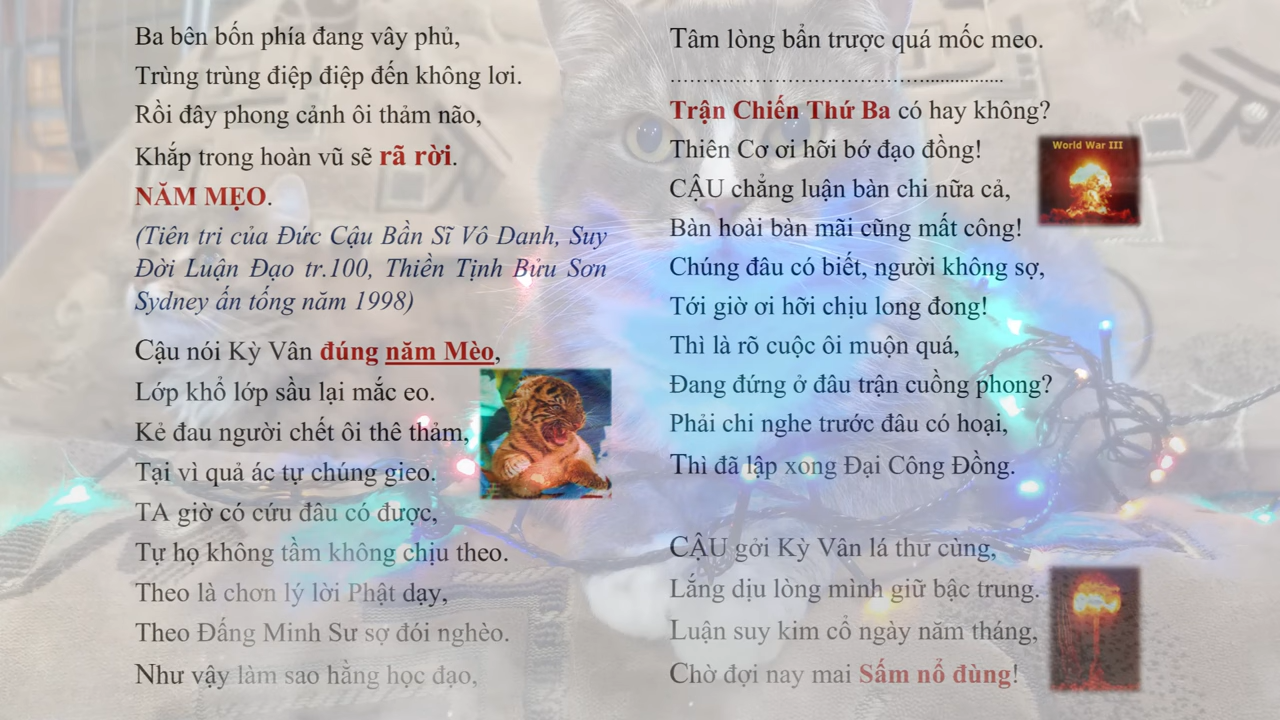 Ba bên bốn phía đang vây phủ,
Trùng trùng điệp điệp đến không lơi.
Rồi đây phong cảnh ôi thảm não,
Khắp trong hoàn vũ sẽ rã rời.
NĂM MẸO.
(Tiên tri của Đức Cậu Bần Sĩ Vô Danh, Suy
Đời Luận Đạo tr.100, Thiền Tịnh Bửu Sơn
Sydney ấn tống năm 1998)
Cậu nói Kỳ Vân đúng năm Mèo,
Lớp khổ lớp sầu lại mắc eo.
Kẻ đau người chết ôi thê thảm,
Tại vì quả ác tự chúng gieo.
TA giờ có cứu đâu có được,
Tự họ không tầm không chịu theo.
Theo là chơn lý lời Phật dạy,
Theo Đấng Minh Sư sợ đói nghèo.
Như vậy làm sao hằng học đạo,
Tâm lòng bẩn trược quá mốc meo.
....................................................
Trận Chiến Thứ Ba có hay không?
Thiên Cơ ơi hỡi bớ đạo đồng!
CẬU chẳng luận bàn chi nữa cả,
Bàn hoài bàn mãi cũng mất công!
Chúng đâu có biết, người không sợ,
Tới giờ ơi hỡi chịu long đong!
Thì là rõ cuộc ôi muộn quá,
Đang đứng ở đâu trận cuồng phong?
Phải chi nghe trước đâu có hoại,
Thì đã lập xong Đại Công Đồng.
World War III
CẬU gởi Kỳ Vân lá thư cùng,
Lắng dịu lòng mình giữ bậc trung.
Luận suy kim cổ ngày năm tháng,
Chờ đợi nay mai Sấm nổ đùng!